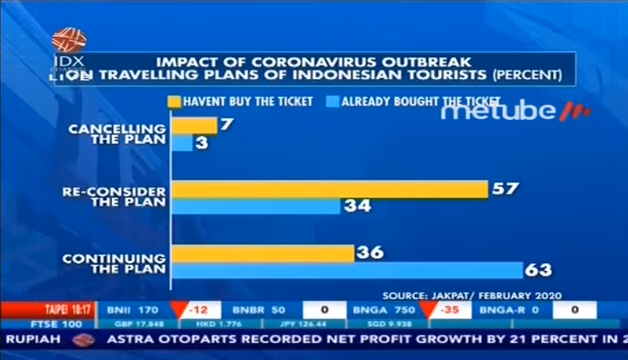 IDX
CHANNEL
LIVE
IMPACT OF CORONAVIRUS OUTBREAK
ON TRAVELLING PLANS OF INDONESIAN TOURISTS (PERCENT)
HAVENT BUY THE TICKET ALREADY BOUGHT THE TICKET
metube
CANCELLING
THE PLAN
7
3
RE-CONSIDER
THE PLAN
57
34
CONTINUING
THE PLAN
36
63
SOURCE: JAKPAT/ FEBRUARY 2020
TAIPEI 18:17 BNII 170 -12 BNBR 50 0 BNGA 750 -35 BNGA-R 0 0
FTSE 100 GBP 17.848 HKD 1.776 JPY 126.44 SGD 9.938
RUPIAH ASTRA OTOPARTS RECORDED NET PROFIT GROWTH BY 21 PERCENT IN 2